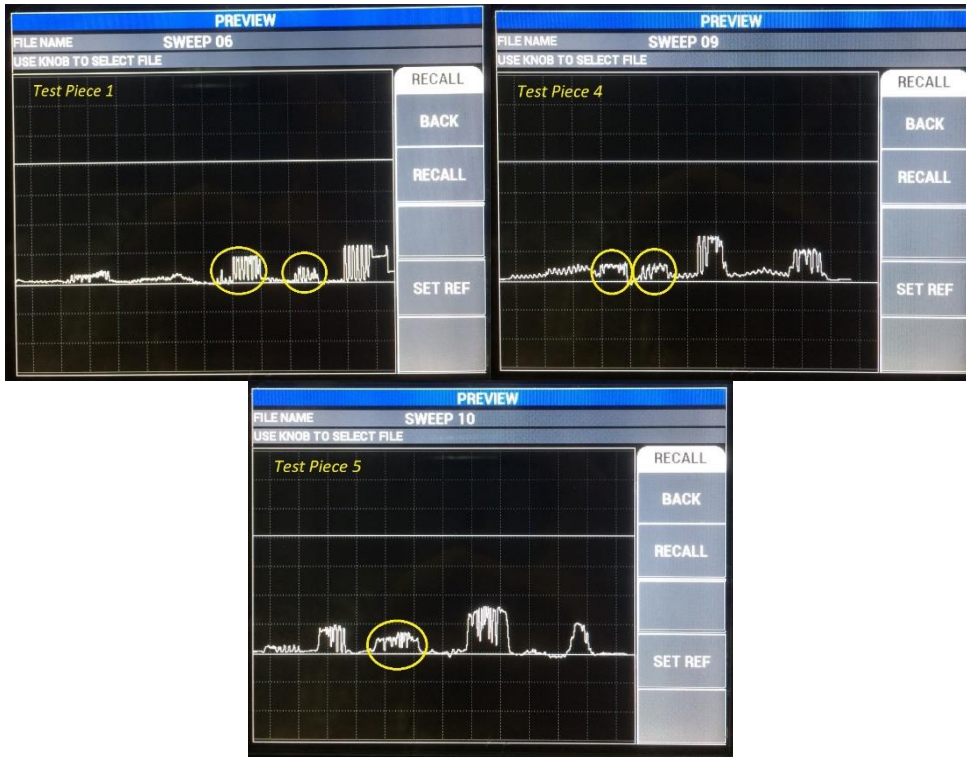 PREVIEW
FILE NAME SWEEP 06
USE KNOB TO SELECT FILE
Test Piece 1
RECALL
BACK
RECALL
SET REF
PREVIEW
FILE NAME SWEEP 09
USE KNOB TO SELECT FILE
Test Piece 4
RECALL
BACK
RECALL
SET REF
PREVIEW
FILE NAME SWEEP 10
USE KNOB TO SELECT FILE
Test Piece 5
RECALL
BACK
RECALL
SET REF